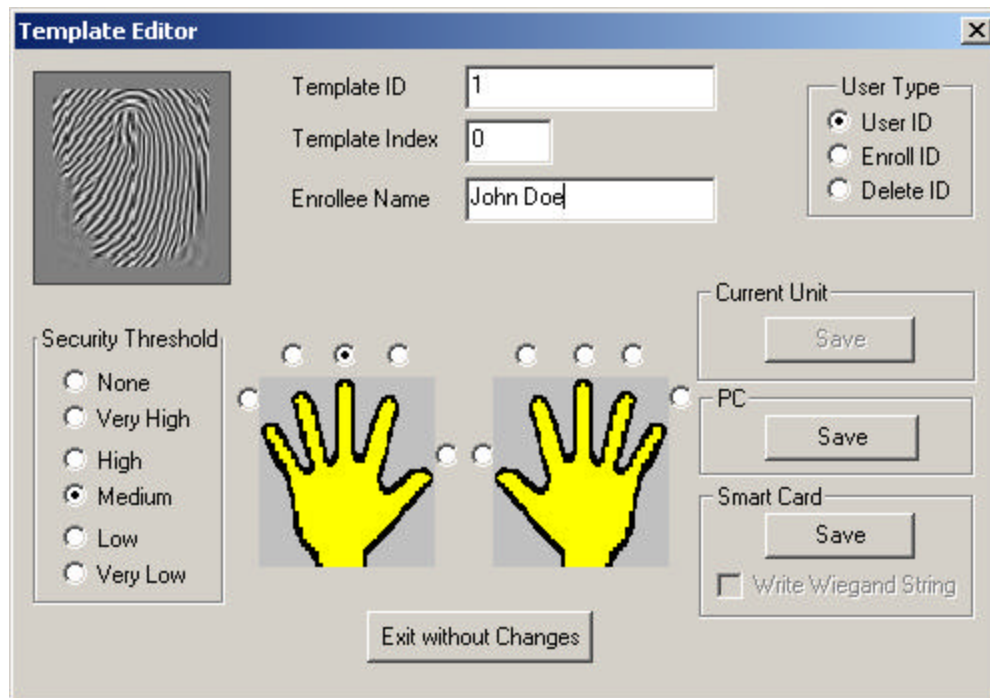 Template Editor
Template ID 1
Template Index 0
Enrollee Name John Doe
User Type
User ID
Enroll ID
Delete ID
Security Threshold
None
Very High
High
Medium
Low
Very Low
Current Unit
Save
PC
Save
Smart Card
Save
Write Wiegand String
Exit without Changes